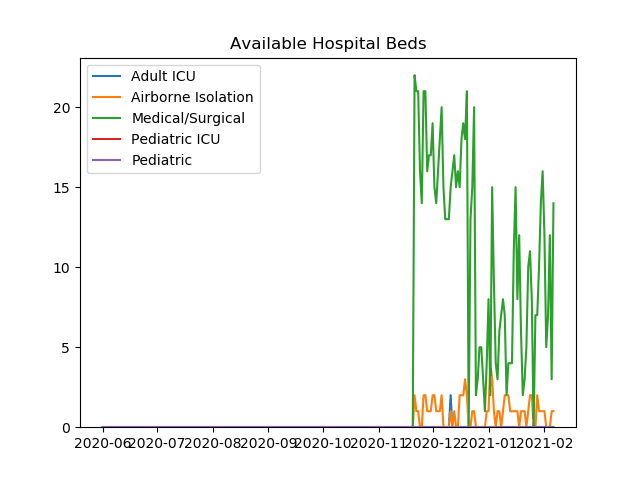 Available Hospital Beds
Adult ICU
Airborne Isolation
Medical/Surgical
Pediatric ICU
Pediatric
20
15
10
5
0
2020-06 2020-07 2020-08 2020-09 2020-10 2020-11 2020-12 2021-01 2021-02